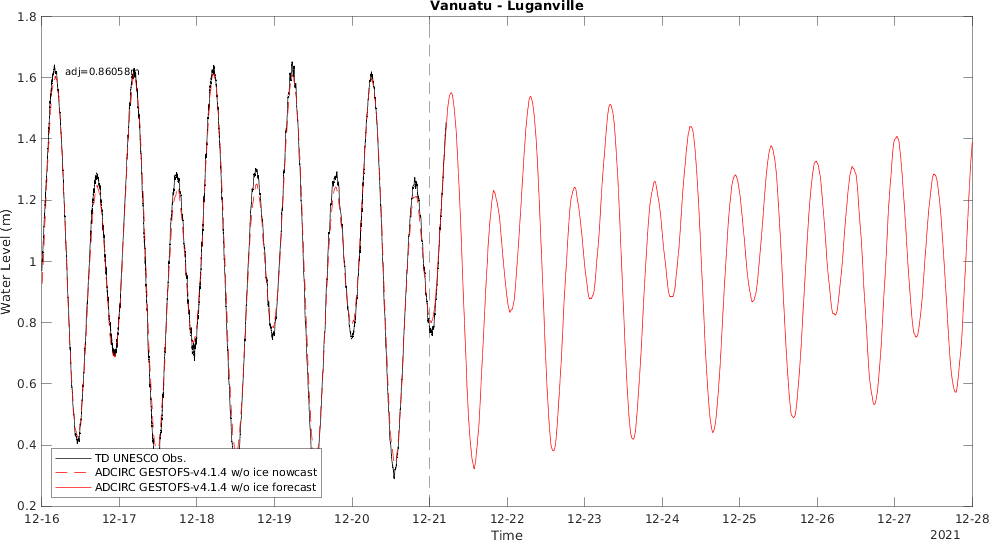 Vanuatu - Luganville
1.8
1.6
1.4
1.2
1
0.8
0.6
0.4
0.2
Water Level (m)
adj=0.86058m
TD UNESCO Obs.
ADCIRC GESTOFS-v4.1.4 w/o ice nowcast
ADCIRC GESTOFS-v4.1.4 w/o ice forecast
12-16 12-17 12-18 12-19 12-20 12-21 12-22 12-23 12-24 12-25 12-26 12-27 12-28
Time
2021